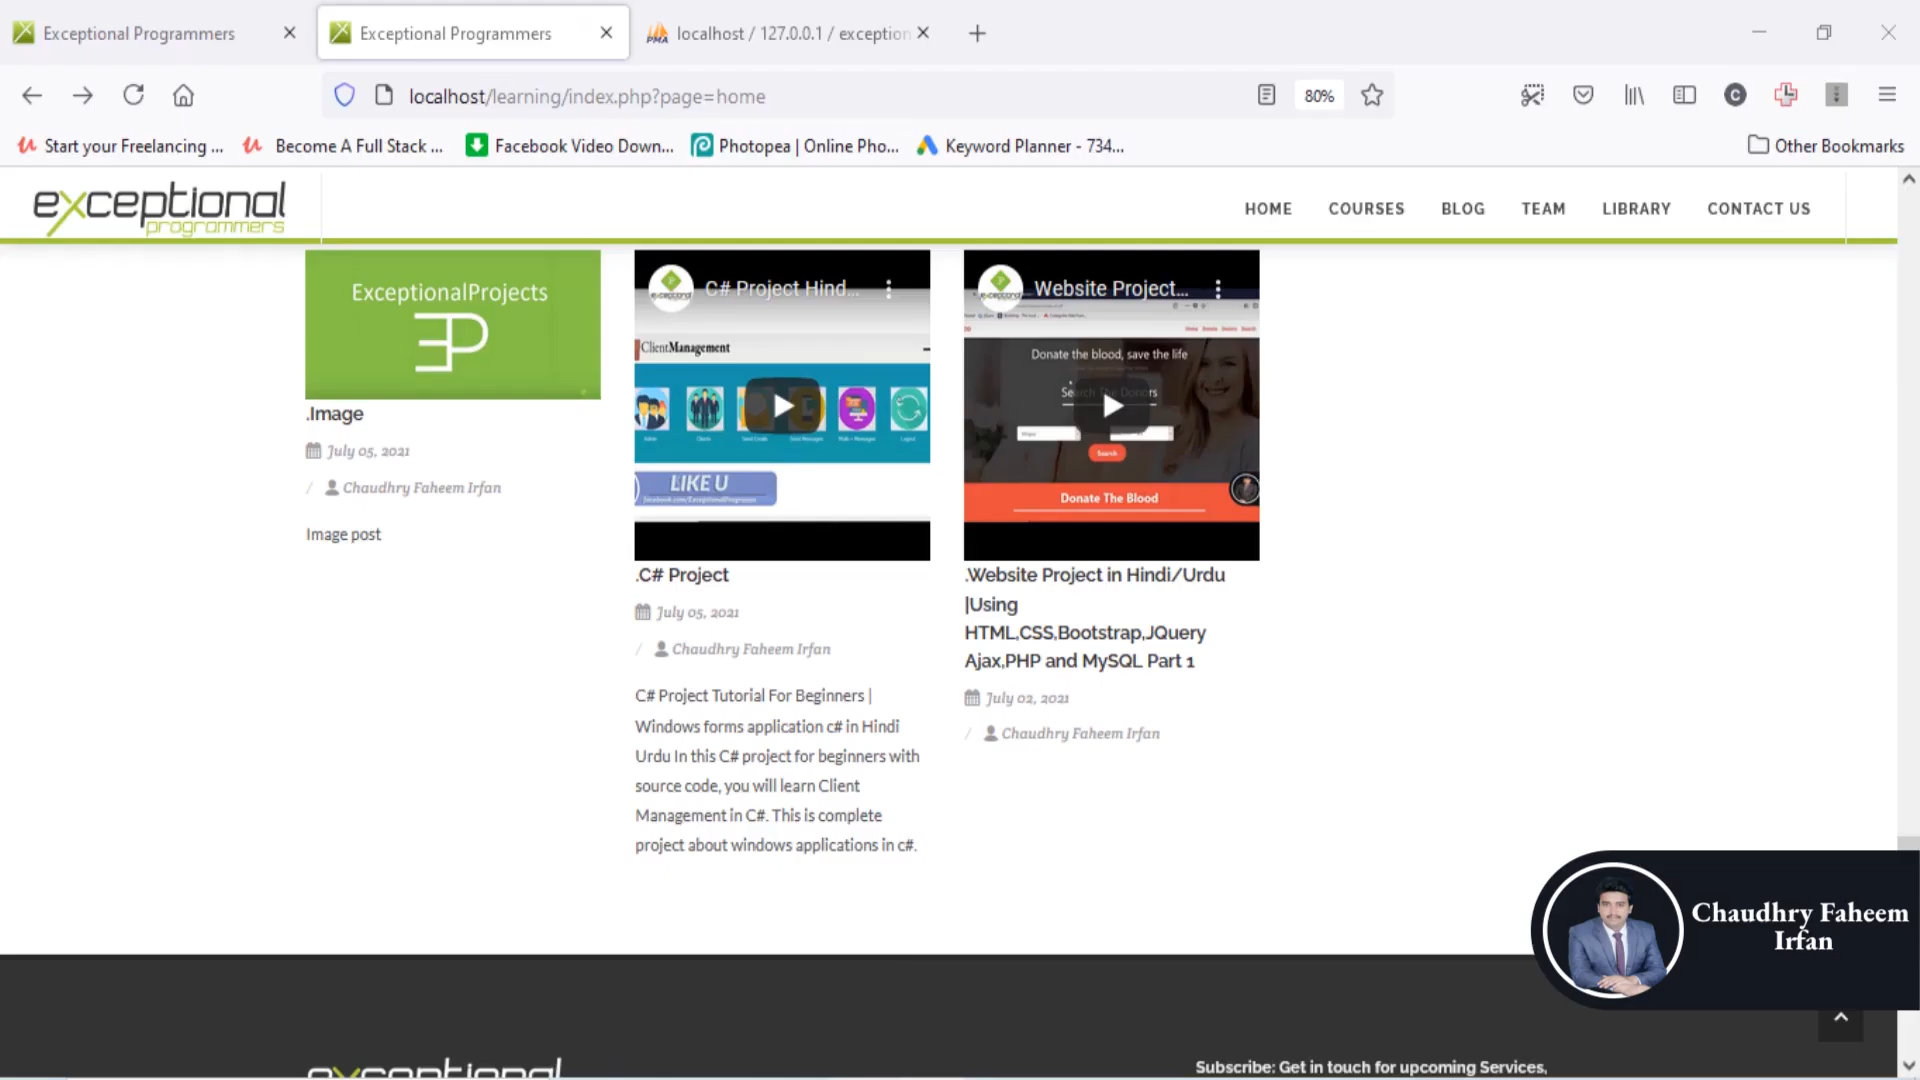 Exceptional Programmers
Exceptional Programmers
PMA localhost / 127.0.0.1 / exception
localhost/learning/index.php?page=home
80%
Start your Freelancing ...
Become A Full Stack ...
Facebook Video Down...
Photopea | Online Pho...
Keyword Planner - 734...
Other Bookmarks
exceptional
programmers
HOME
COURSES
BLOG
TEAM
LIBRARY
CONTACT US
ExceptionalProjects
EP
.Image
July 05, 2021
/ Chaudhry Faheem Irfan
Image post
C# Project Hind...
ClientManagement
LIKE U
.C# Project
July 05, 2021
/ Chaudhry Faheem Irfan
C# Project Tutorial For Beginners |
Windows forms application c# in Hindi
Urdu In this C# project for beginners with
source code, you will learn Client
Management in C#. This is complete
project about windows applications in c#.
Website Project...
Donate the blood, save the life
Search The Donors
Search
Donate The Blood
.Website Project in Hindi/Urdu
|Using
HTML,CSS,Bootstrap,JQuery
Ajax,PHP and MySQL Part 1
July 02, 2021
/ Chaudhry Faheem Irfan
Chaudhry Faheem
Irfan
exceptional
Subscribe: Get in touch for upcoming Services,